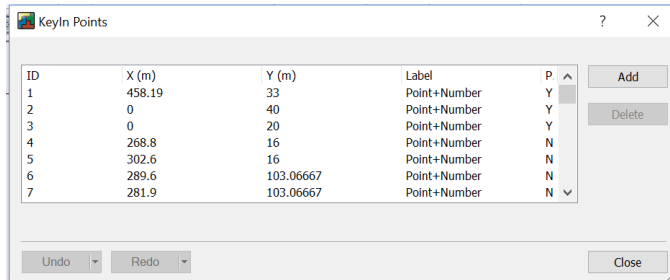 KeyIn Points ?
ID X (m) Y (m) Label P. Add
1 458.19 33 Point+Number Y
2 0 40 Point+Number Y Delete
3 0 20 Point+Number Y
4 268.8 16 Point+Number N
5 302.6 16 Point+Number N
6 289.6 103.06667 Point+Number N
7 281.9 103.06667 Point+Number N
Undo Redo Close